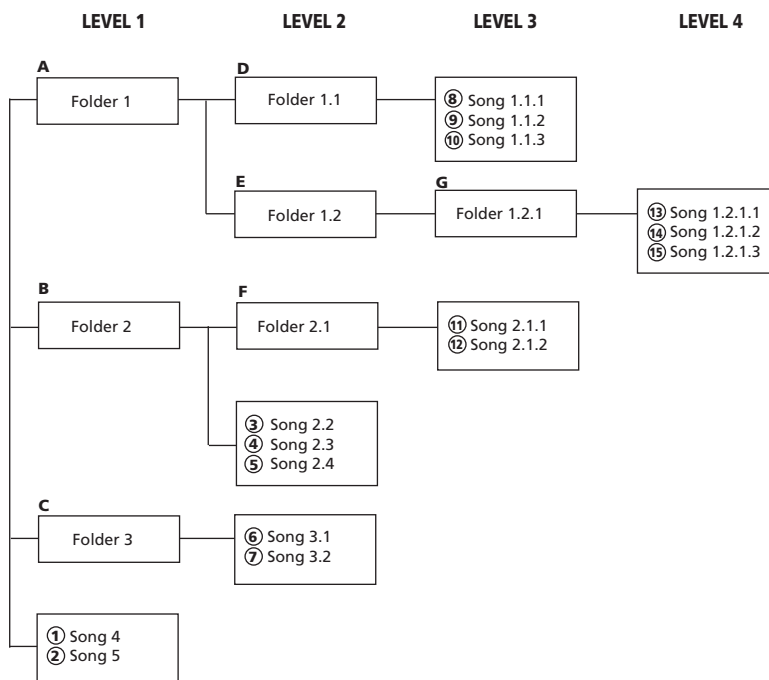 LEVEL 1 LEVEL 2 LEVEL 3 LEVEL 4
A
Folder 1
D
Folder 1.1
⑧ Song 1.1.1
⑨ Song 1.1.2
⑩ Song 1.1.3
E
Folder 1.2
G
Folder 1.2.1
⑬ Song 1.2.1.1
⑭ Song 1.2.1.2
⑮ Song 1.2.1.3
B
Folder 2
F
Folder 2.1
⑪ Song 2.1.1
⑫ Song 2.1.2
③ Song 2.2
④ Song 2.3
⑤ Song 2.4
C
Folder 3
⑥ Song 3.1
⑦ Song 3.2
① Song 4
② Song 5